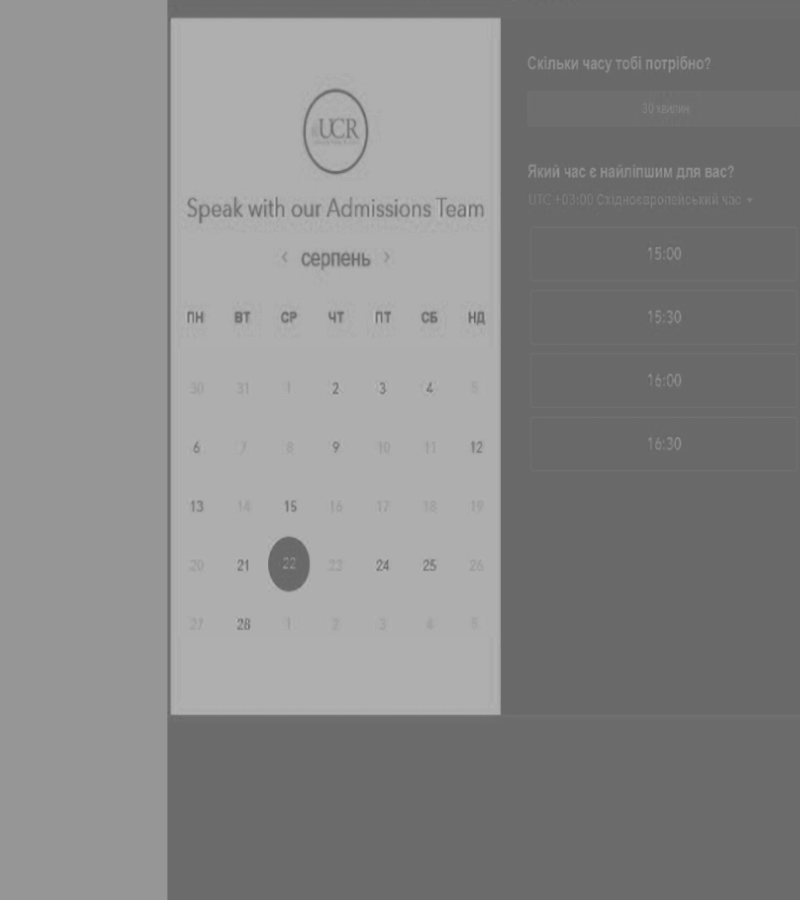 UCR
Speak with our Admissions Team
< серпень >
ПН ВТ СР ЧТ ПТ СБ НД
30 31 1 2 3 4 5
6 7 8 9 10 11 12
13 14 15 16 17 18 19
20 21 22 23 24 25 26
27 28 1 2 3 4 5
Скільки часу тобі потрібно?
30 хвилин
Який час є найліпшим для вас?
UTC +03:00 Східноєвропейський час
15:00
15:30
16:00
16:30